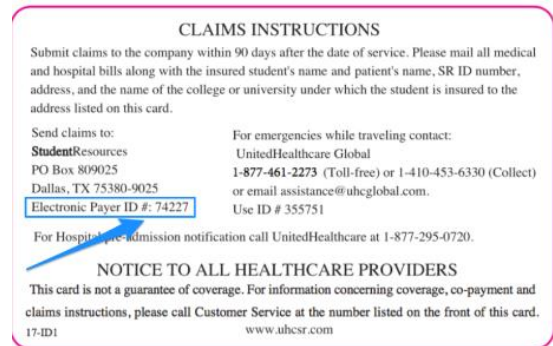 CLAIMS INSTRUCTIONS
Submit claims to the company within 90 days after the date of service. Please mail all medical
and hospital bills along with the insured student's name and patient's name, SR ID number,
address, and the name of the college or university under which the student is insured to the
address listed on this card.
Send claims to:
StudentResources
PO Box 809025
Dallas, TX 75380-9025
Electronic Payer ID #: 74227
For emergencies while traveling contact:
UnitedHealthcare Global
1-877-461-2273 (Toll-free) or 1-410-453-6330 (Collect)
or email assistance@uhcglobal.com.
Use ID # 355751
For Hospital pre-admission notification call UnitedHealthcare at 1-877-295-0720.
NOTICE TO ALL HEALTHCARE PROVIDERS
This card is not a guarantee of coverage. For information concerning coverage, co-payment and
claims instructions, please call Customer Service at the number listed on the front of this card.
17-ID1
www.uhcsr.com